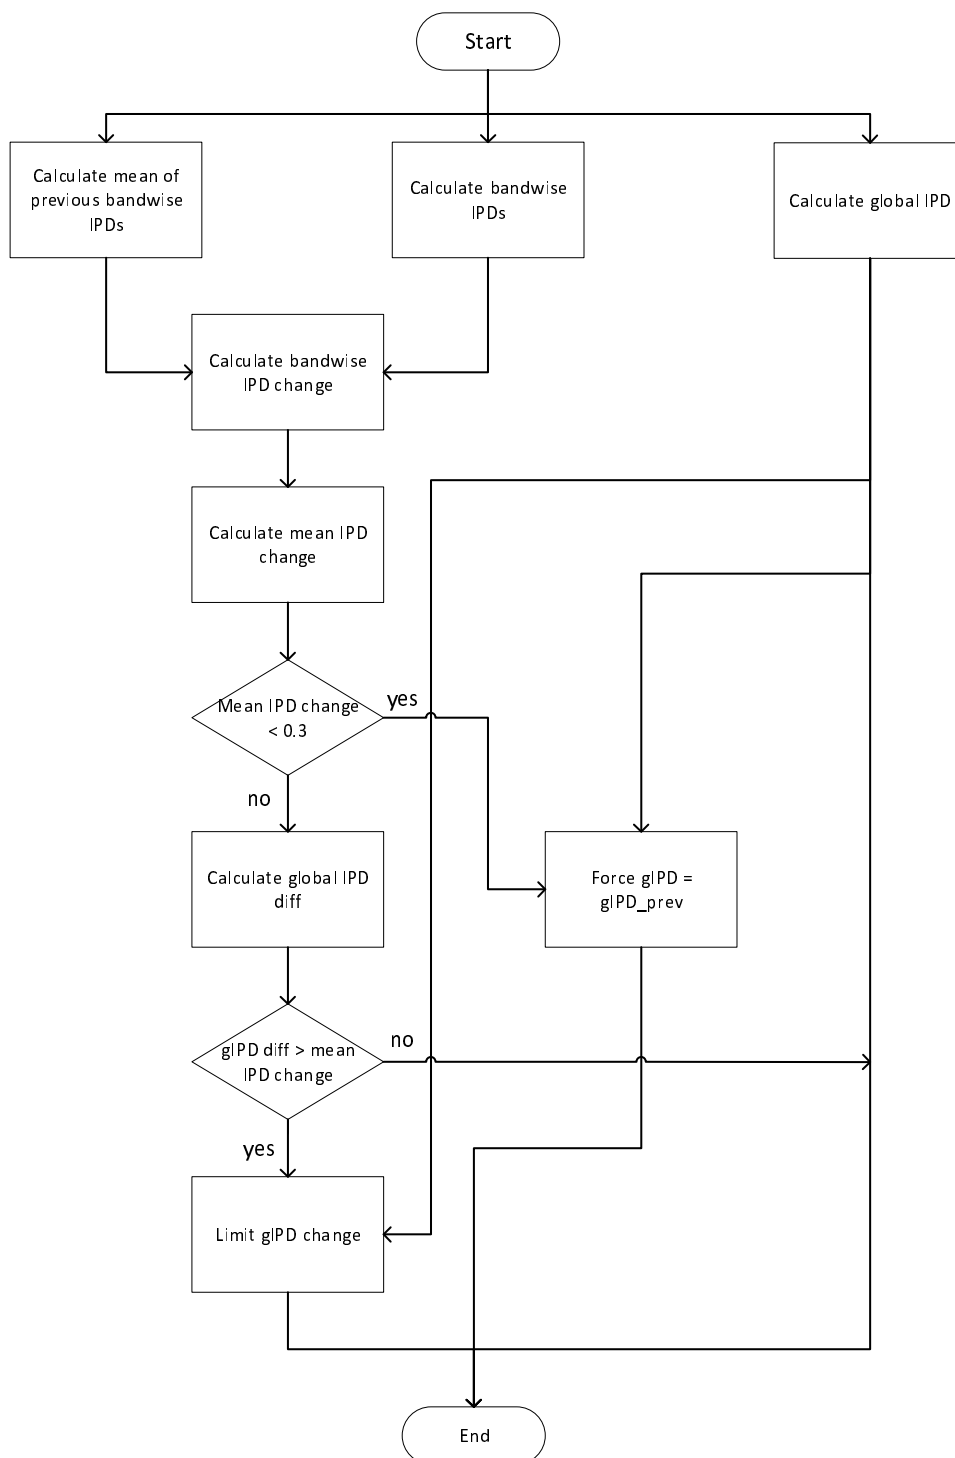 Start
Calculate mean of
previous bandwise
IPDs
Calculate bandwise
IPDs
Calculate global IPD
Calculate bandwise
IPD change
Calculate mean IPD
change
Mean IPD change
< 0.3
yes
no
Calculate global IPD
diff
Force gIPD =
gIPD_prev
gIPD diff > mean
IPD change
no
yes
Limit gIPD change
End